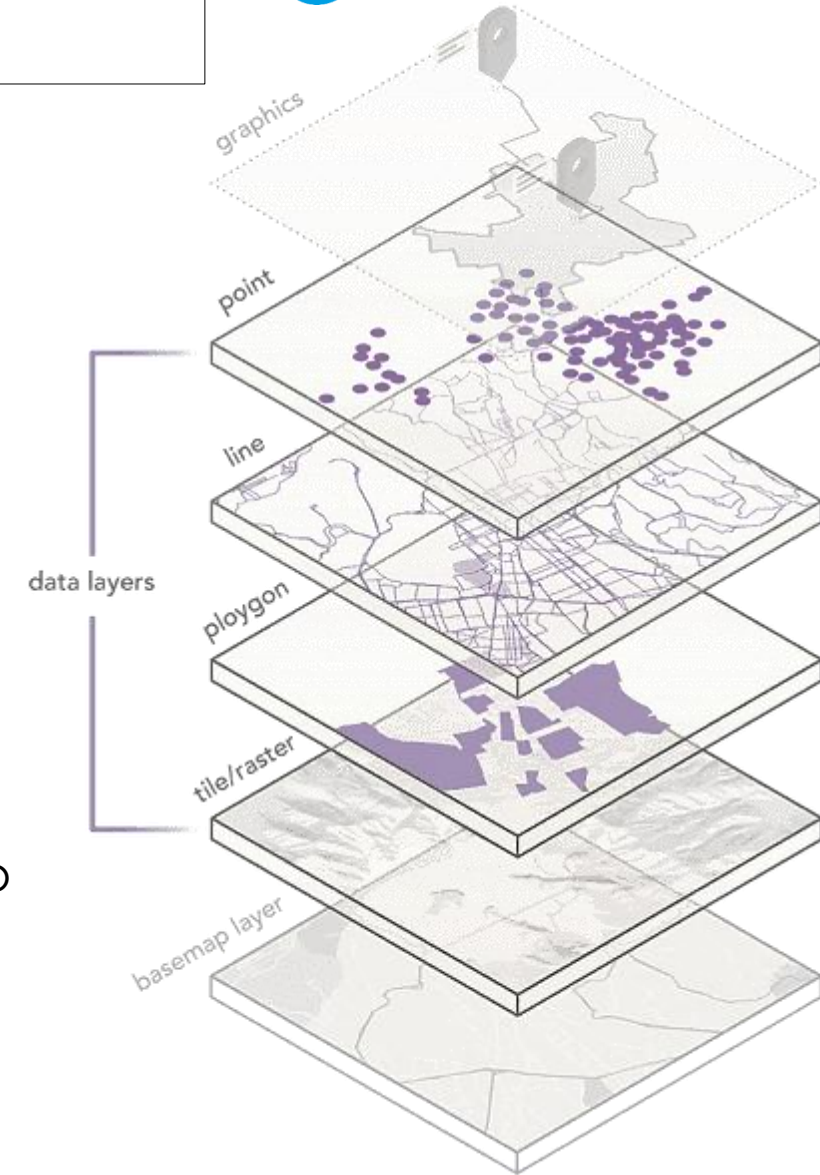 graphics
point
line
data layers
ploygon
tile/raster
basemap layer